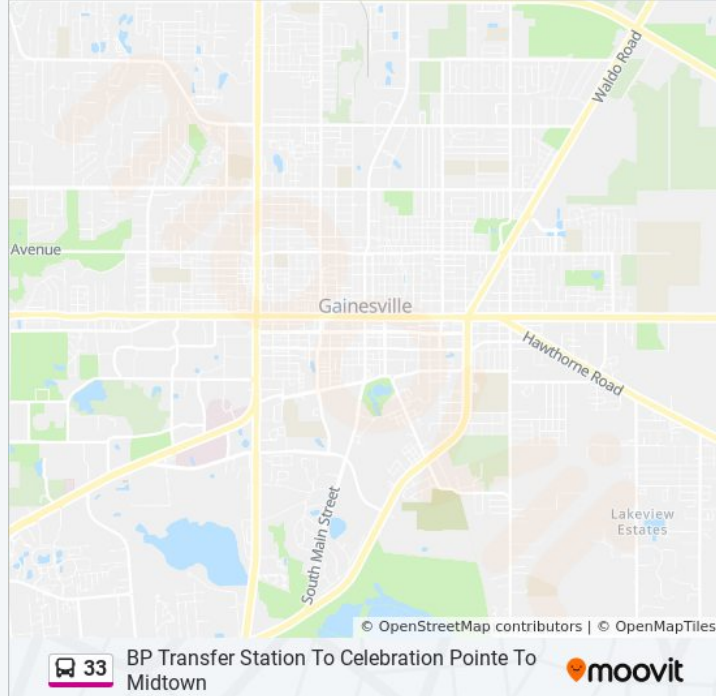 Waldo Road
Avenue
Gainesville
Hawthorne Road
Lakeview
Estates
South Main Street
© OpenStreetMap contributors | © OpenMapTiles
33
BP Transfer Station To Celebration Pointe To
Midtown
moovit